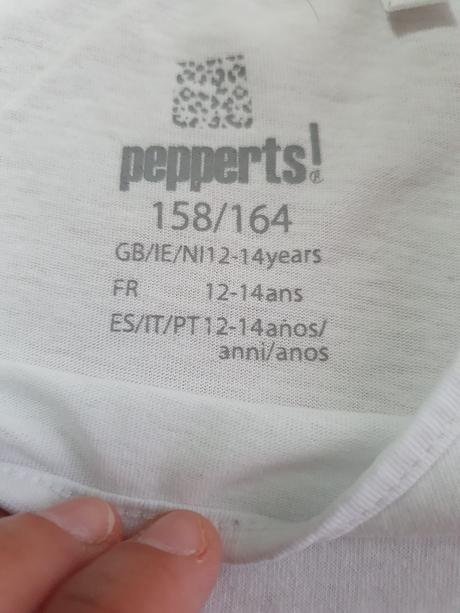 pepperts!®
158/164
GB/IE/NI12-14years
FR 12-14ans
ES/IT/PT12-14años/
anni/anos